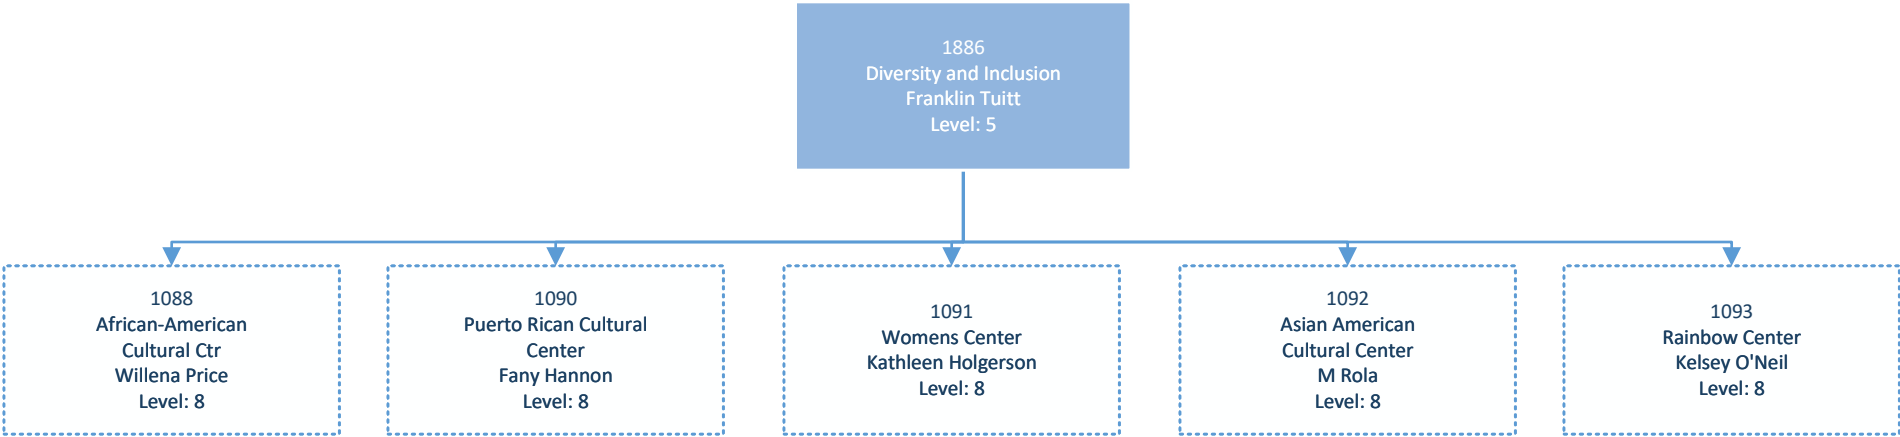 1886
Diversity and Inclusion
Franklin Tuitt
Level: 5
1088
African-American
Cultural Ctr
Willena Price
Level: 8
1090
Puerto Rican Cultural
Center
Fany Hannon
Level: 8
1091
Womens Center
Kathleen Holgerson
Level: 8
1092
Asian American
Cultural Center
M Rola
Level: 8
1093
Rainbow Center
Kelsey O'Neil
Level: 8